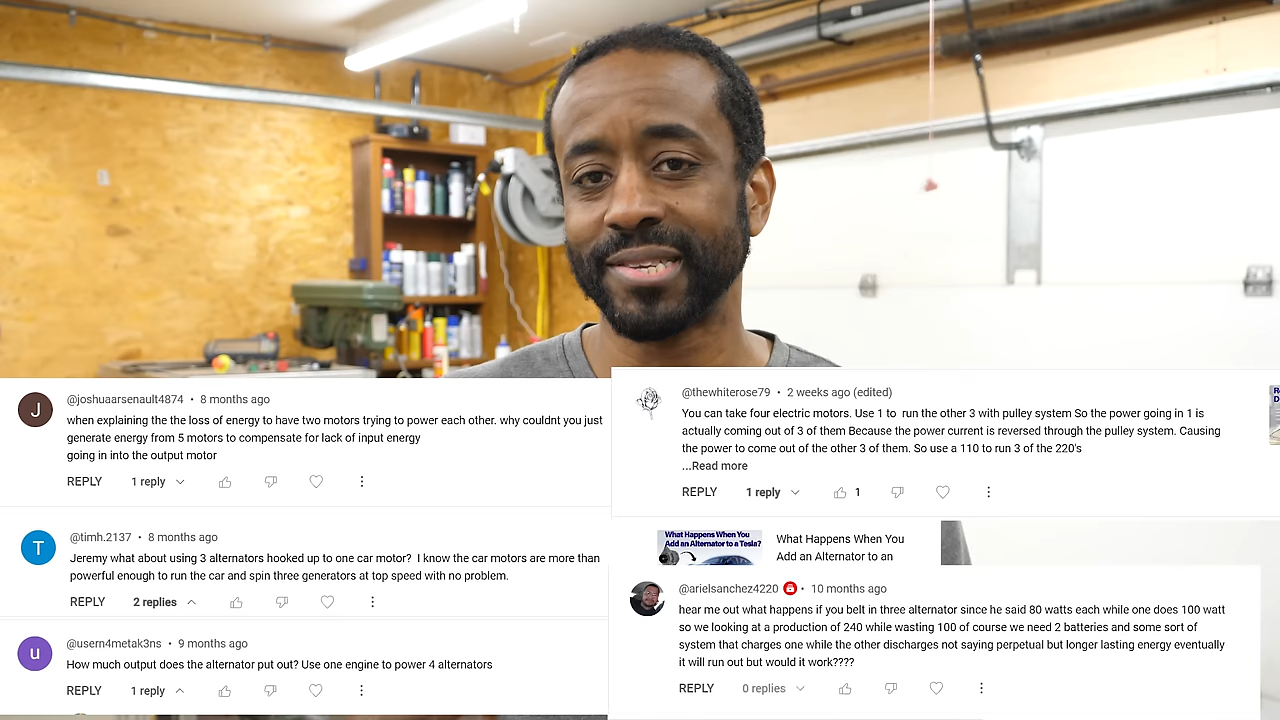 J
@joshuaarsenault4874 • 8 months ago
when explaining the the loss of energy to have two motors trying to power each other. why couldnt you just
generate energy from 5 motors to compensate for lack of input energy
going in into the output motor
REPLY 1 reply
T
@timh.2137 • 8 months ago
Jeremy what about using 3 alternators hooked up to one car motor? I know the car motors are more than
powerful enough to run the car and spin three generators at top speed with no problem.
REPLY 2 replies
u
@usern4metak3ns • 9 months ago
How much output does the alternator put out? Use one engine to power 4 alternators
REPLY 1 reply
@thewhiterose79 • 2 weeks ago (edited)
You can take four electric motors. Use 1 to run the other 3 with pulley system So the power going in 1 is
actually coming out of 3 of them Because the power current is reversed through the pulley system. Causing
the power to come out of the other 3 of them. So use a 110 to run 3 of the 220's
...Read more
REPLY 1 reply 1
What Happens When You
Add an Alternator to a Tesla?
What Happens When You
Add an Alternator to an
@arielsanchez4220 • 10 months ago
hear me out what happens if you belt in three alternator since he said 80 watts each while one does 100 watt
so we looking at a production of 240 while wasting 100 of course we need 2 batteries and some sort of
system that charges one while the other discharges not saying perpetual but longer lasting energy eventually
it will run out but would it work????
REPLY 0 replies